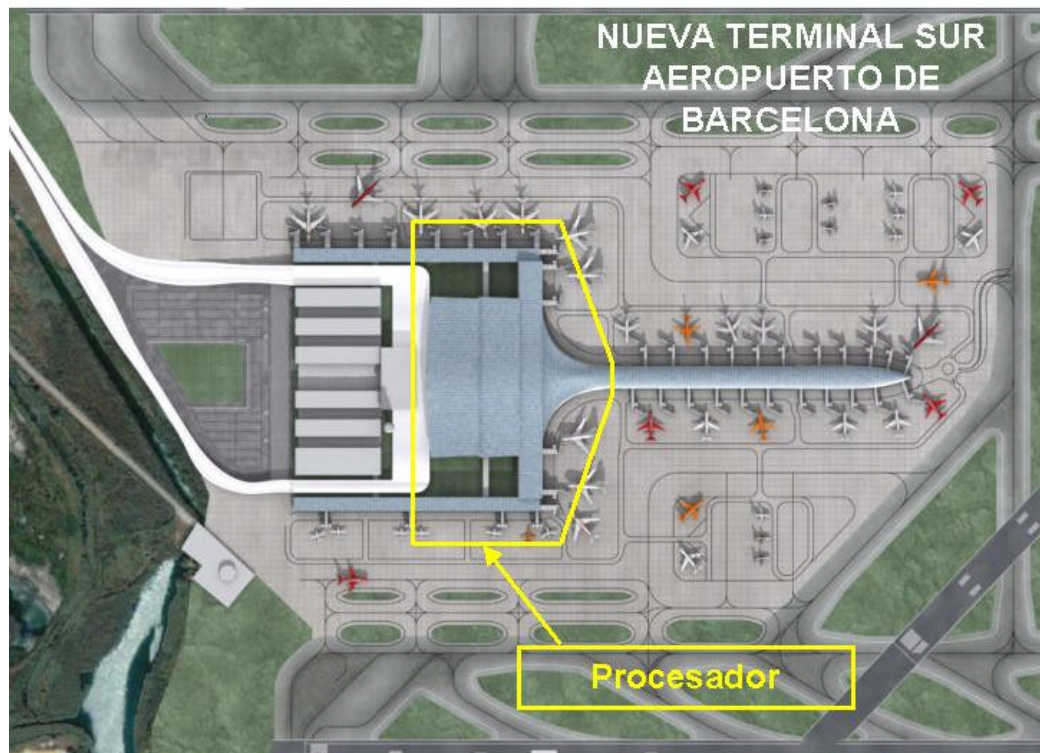 NUEVA TERMINAL SUR
AEROPUERTO DE
BARCELONA
Procesador